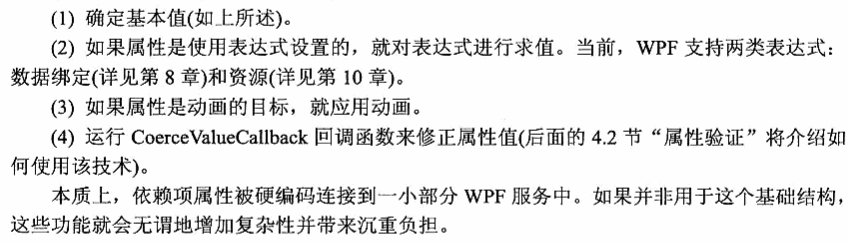 (1) 确定基本值(如上所述)。
(2) 如果属性是使用表达式设置的，就对表达式进行求值。当前，WPF 支持两类表达式：
数据绑定(详见第 8 章)和资源(详见第 10 章)。
(3) 如果属性是动画的目标，就应用动画。
(4) 运行 CoerceValueCallback 回调函数来修正属性值(后面的 4.2 节“属性验证”将介绍如
何使用该技术)。
本质上，依赖项属性被硬编码连接到一小部分 WPF 服务中。如果并非用于这个基础结构，
这些功能就会无谓地增加复杂性并带来沉重负担。